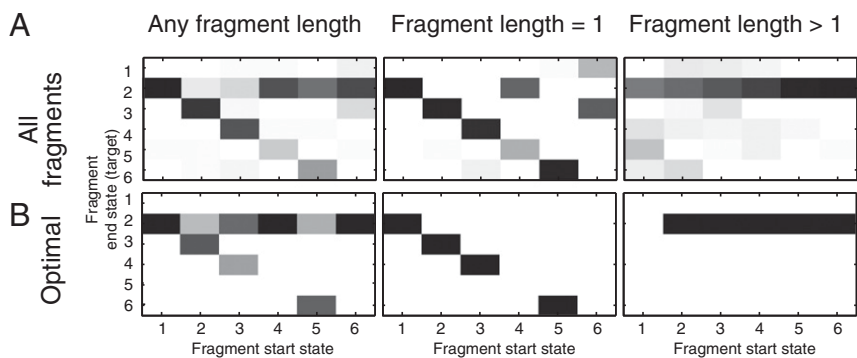 A
Any fragment length
Fragment length = 1
Fragment length > 1
All
fragments
Fragment
end state (target)
1
2
3
4
5
6
B
Optimal
1
2
3
4
5
6
1 2 3 4 5 6
1 2 3 4 5 6
1 2 3 4 5 6
Fragment start state
Fragment start state
Fragment start state